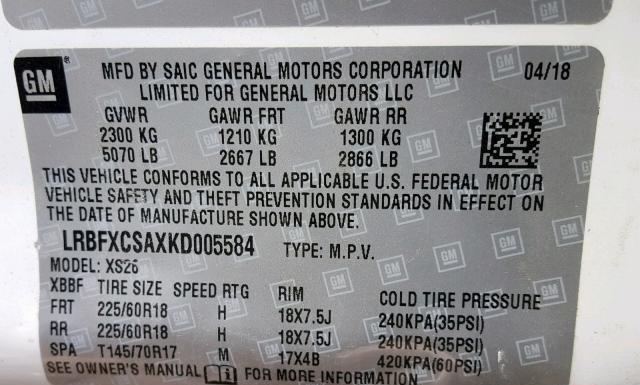 GM
MFD BY SAIC GENERAL MOTORS CORPORATION 04/18
LIMITED FOR GENERAL MOTORS LLC
GVWR GAWR FRT GAWR RR
2300 KG 1210 KG 1300 KG
5070 LB 2667 LB 2866 LB
THIS VEHICLE CONFORMS TO ALL APPLICABLE U.S. FEDERAL MOTOR
VEHICLE SAFETY AND THEFT PREVENTION STANDARDS IN EFFECT ON
THE DATE OF MANUFACTURE SHOWN ABOVE.
LRBFXCSAXKD005584 TYPE: M.P.V.
MODEL: XS26
XBBF TIRE SIZE SPEED RTG RIM COLD TIRE PRESSURE
FRT 225/60R18 H 18X7.5J 240KPA(35PSI)
RR 225/60R18 H 18X7.5J 240KPA(35PSI)
SPA T145/70R17 M 17X4B 420KPA(60PSI)
SEE OWNER'S MANUAL FOR MORE INFORMATION